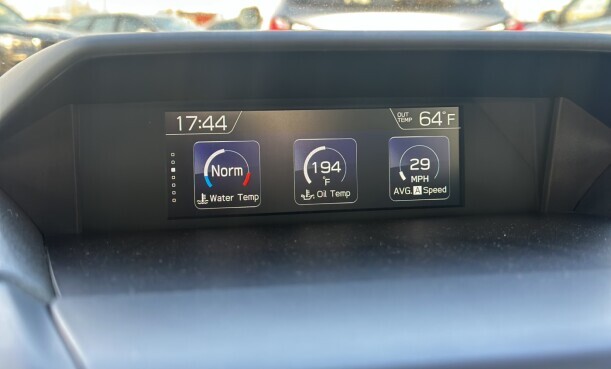 17:44
OUT TEMP 64°F
Norm
Water Temp
194
°F
Oil Temp
29
MPH
AVG. A Speed